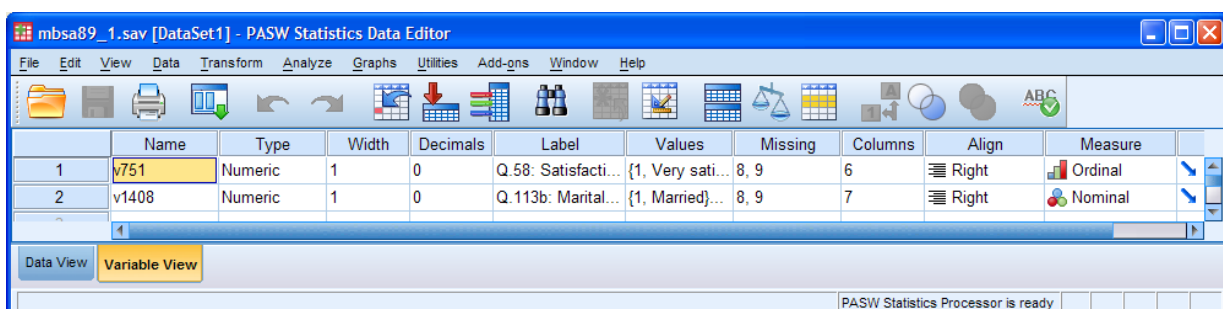 mbsa89_1.sav [DataSet1] - PASW Statistics Data Editor
File Edit View Data Transform Analyze Graphs Utilities Add-ons Window Help
A 1 ABC
Name Type Width Decimals Label Values Missing Columns Align Measure
1 v751 Numeric 1 0 Q.58: Satisfacti... {1, Very sati... 8, 9 6 Right Ordinal
2 v1408 Numeric 1 0 Q.113b: Marital... {1, Married}... 8, 9 7 Right Nominal
Data View Variable View
PASW Statistics Processor is ready